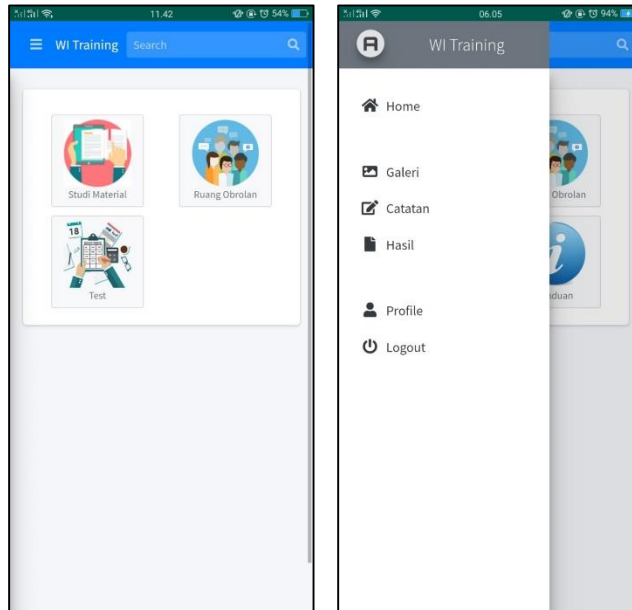 11.42
54%
WI Training
Search
Studi Material
Ruang Obrolan
18
Test
06.05
94%
A
WI Training
Home
Galeri
Catatan
Hasil
Profile
Logout
Obrolan
duan